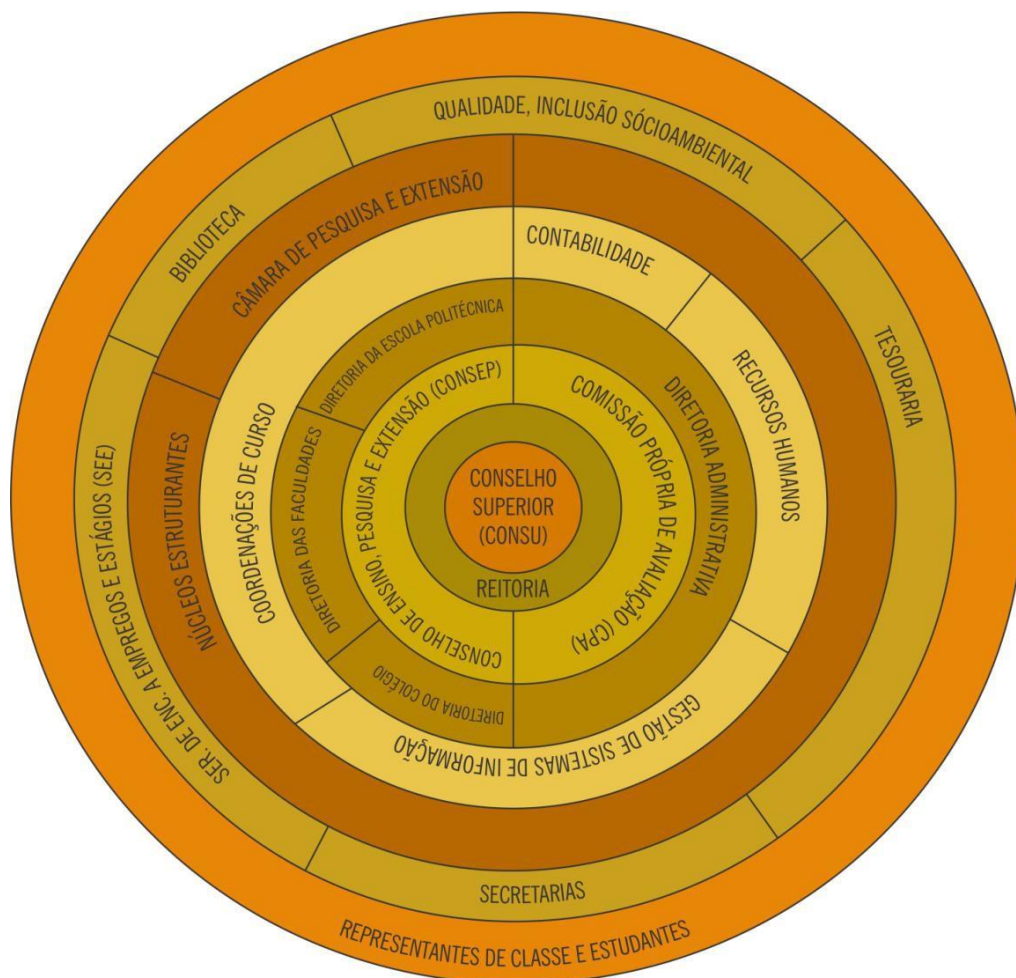 QUALIDADE, INCLUSÃO SÓCIOAMBIENTAL
BIBLIOTECA
CÂMARA DE PESQUISA E EXTENSÃO
CONTABILIDADE
TESOURARIA
DIRETORIA DA ESCOLA POLITÉCNICA
RECURSOS HUMANOS
CONSELHO DE ENSINO, PESQUISA E EXTENSÃO (CONSEP)
COMISSÃO PRÓPRIA DE AVALIAÇÃO (CPA)
DIRETORIA ADMINISTRATIVA
COORDENAÇÕES DE CURSO
DIRETORIA DAS FACULDADES
CONSELHO
SUPERIOR
(CONSU)
REITORIA
NÚCLEOS ESTRUTURANTES
SER. DE ENC. A EMPREGOS E ESTÁGIOS (SEE)
DIRETORIA DO COLÉGIO
GESTÃO DE SISTEMAS DE INFORMAÇÃO
SECRETARIAS
REPRESENTANTES DE CLASSE E ESTUDANTES